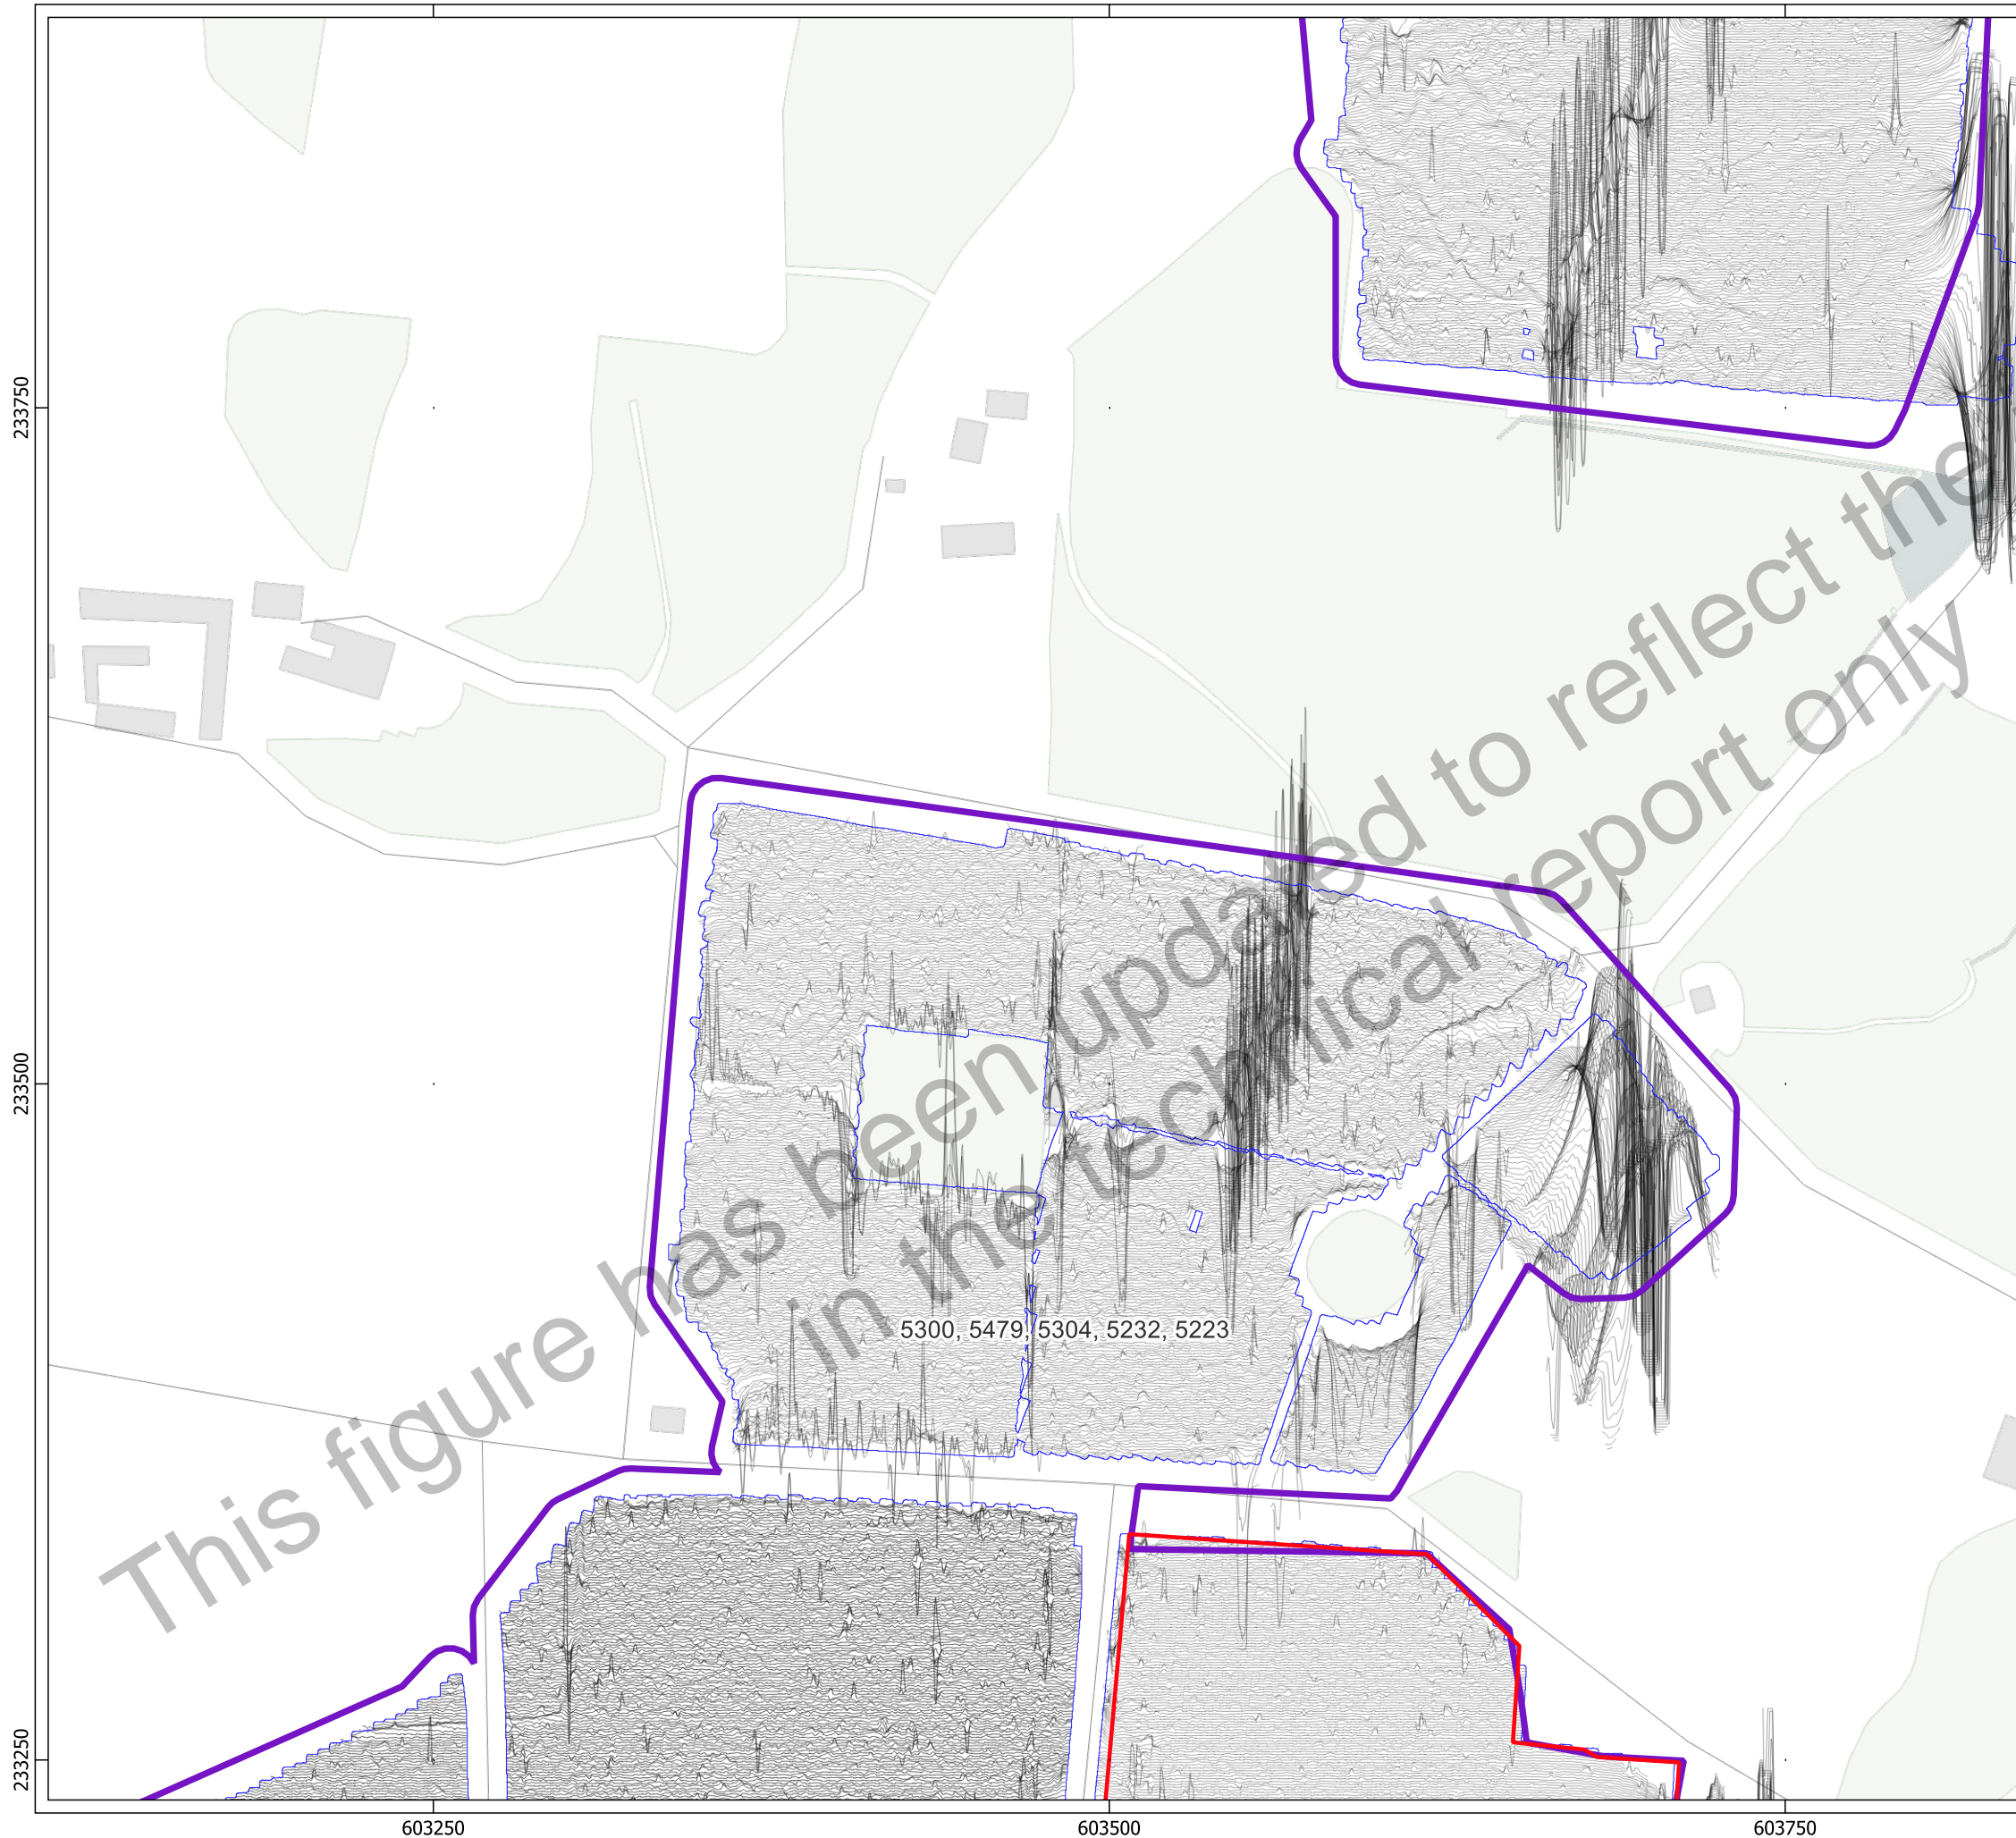 233750
This figure has been updated to reflect the
in the technical report only
233500
5300, 5479, 5304, 5232, 5223
233250
603250
603500
603750